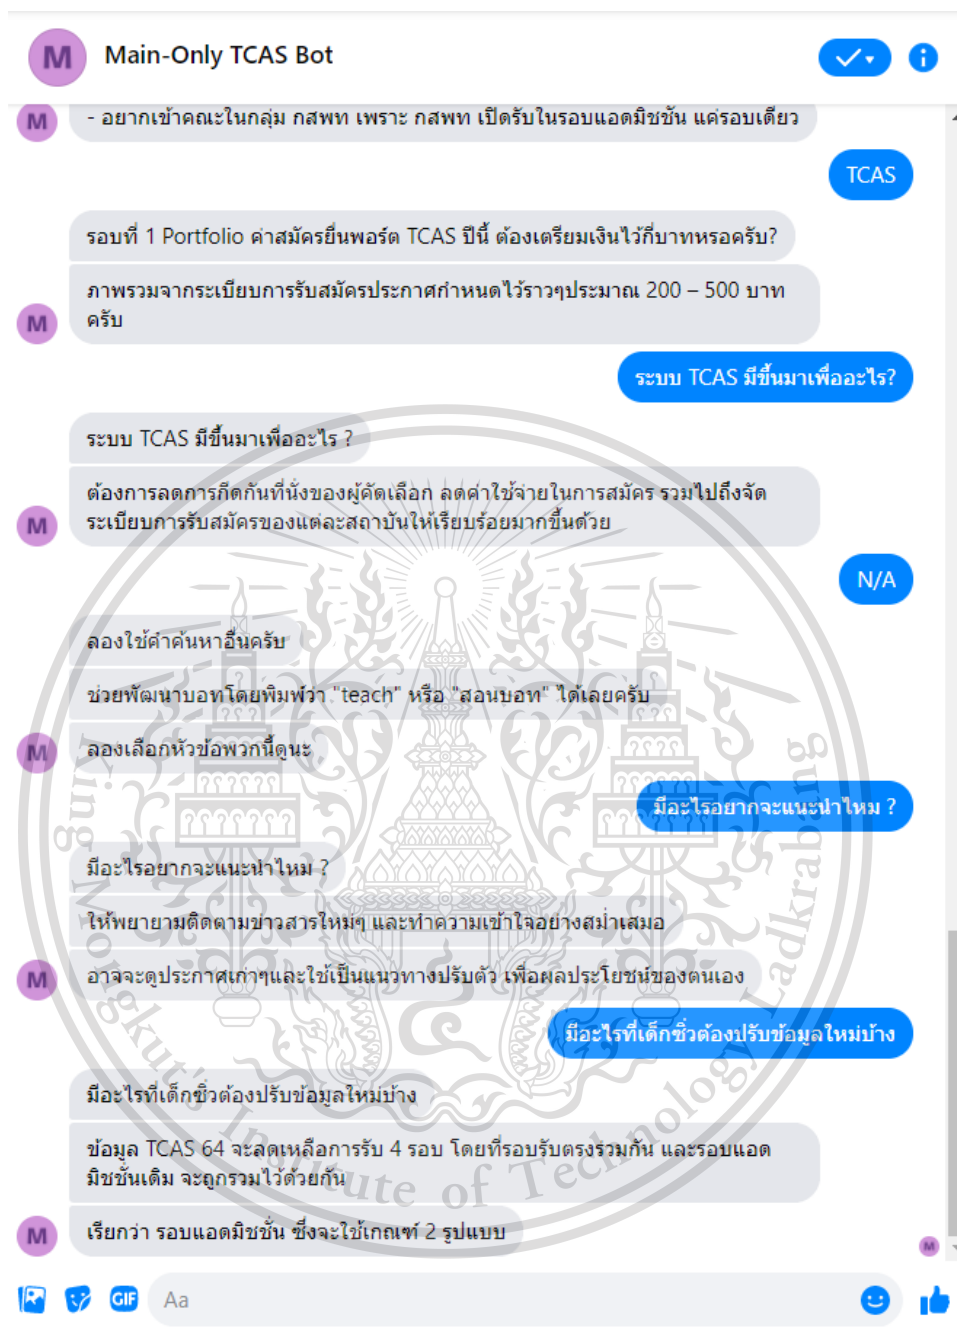 M
Main-Only TCAS Bot
M
- อยากเข้าคณะในกลุ่ม กสพท เพราะ กสพท เปิดรับในรอบแอดมิชชัน แค่รอบเดียว
TCAS
รอบที่ 1 Portfolio ค่าสมัครยื่นพอร์ต TCAS ปีนี้ ต้องเตรียมเงินไว้กี่บาทหรอครับ?
ภาพรวมจากระเบียบการรับสมัครประกาศกำหนดไว้ราวๆประมาณ 200 – 500 บาท
ครับ
M
ระบบ TCAS มีขึ้นมาเพื่ออะไร?
ระบบ TCAS มีขึ้นมาเพื่ออะไร ?
ต้องการลดการกีดกันที่นั่งของผู้คัดเลือก ลดค่าใช้จ่ายในการสมัคร รวมไปถึงจัด
ระเบียบการรับสมัครของแต่ละสถาบันให้เรียบร้อยมากขึ้นด้วย
M
N/A
ลองใช้คำค้นหาอื่นครับ
ช่วยพัฒนาบอทโดยพิมพ์ว่า "teach" หรือ "สอนบอท" ได้เลยครับ
ลองเลือกหัวข้อพวกนี้ดูนะ
M
มีอะไรอยากจะแนะนำไหม ?
มีอะไรอยากจะแนะนำไหม ?
ให้พยายามติดตามข่าวสารใหม่ๆ และทำความเข้าใจอย่างสม่ำเสมอ
อาจจะดูประกาศเก่าๆและใช้เป็นแนวทางปรับตัว เพื่อผลประโยชน์ของตนเอง
M
มีอะไรที่เด็กซิ่วต้องปรับข้อมูลใหม่บ้าง
มีอะไรที่เด็กซิ่วต้องปรับข้อมูลใหม่บ้าง
ข้อมูล TCAS 64 จะลดเหลือการรับ 4 รอบ โดยที่รอบรับตรงร่วมกัน และรอบแอด
มิชชันเดิม จะถูกรวมไว้ด้วยกัน
เรียกว่า รอบแอดมิชชั่น ซึ่งจะใช้เกณฑ์ 2 รูปแบบ
M
M
GIF
Aa
King Mongkut's Institute of Technology Ladkrabang